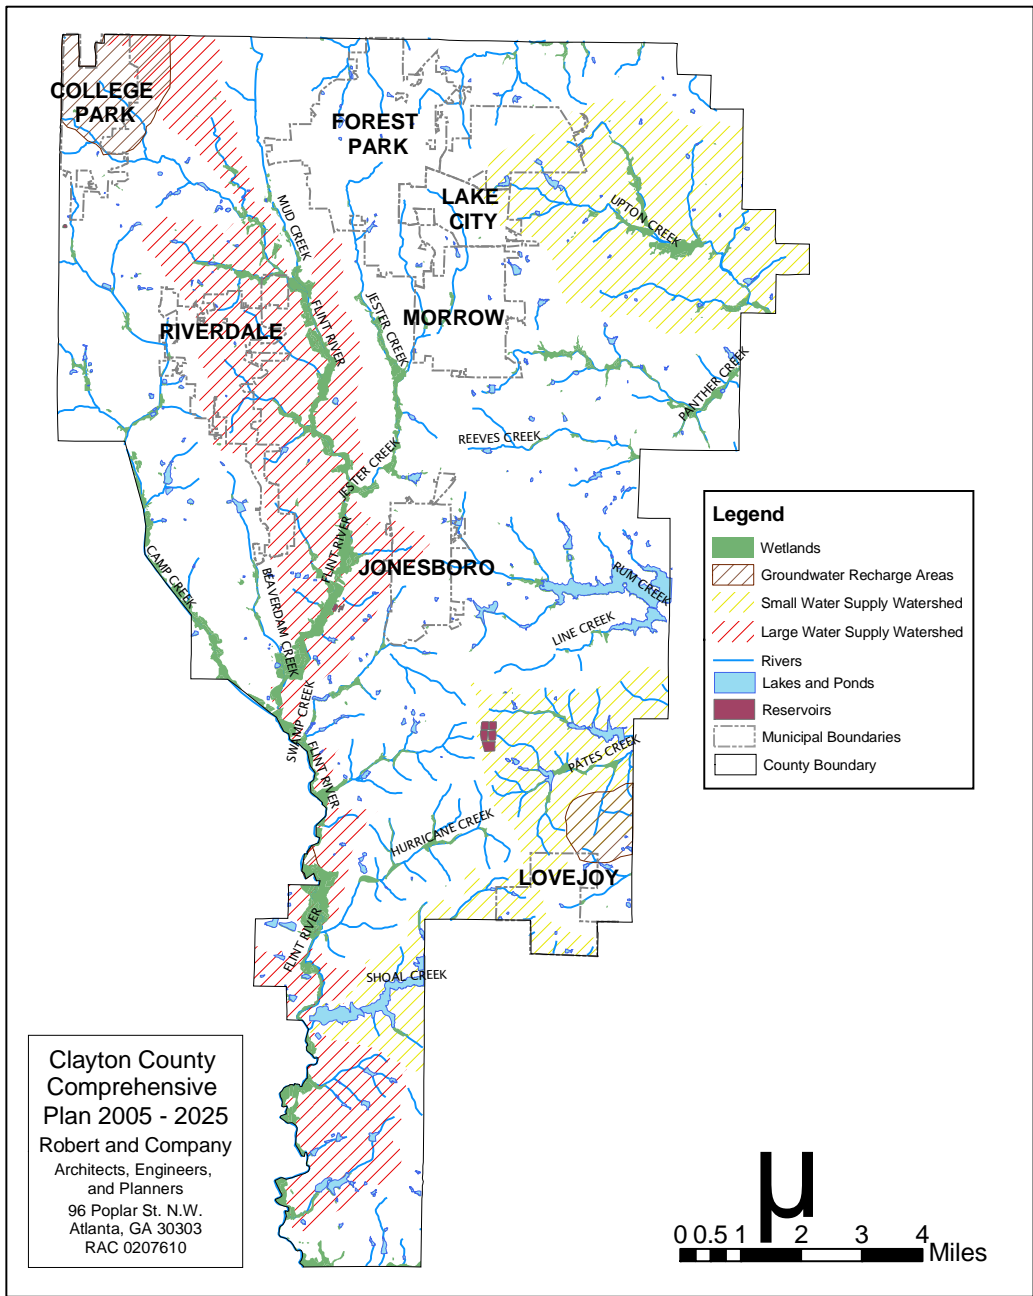 COLLEGE
PARK
FOREST
PARK
LAKE
CITY
UPTON CREEK
MUD CREEK
FLINT RIVER
JESTER CREEK
RIVERDALE
MORROW
PANTHER CREEK
REEVES CREEK
JESTER CREEK
FLINT RIVER
JONESBORO
CAMP CREEK
BEAVERDAM CREEK
RUM CREEK
LINE CREEK
SWAMP CREEK
FLINT RIVER
PATES CREEK
HURRICANE CREEK
LOVEJOY
FLINT RIVER
SHOAL CREEK
Legend
Wetlands
Groundwater Recharge Areas
Small Water Supply Watershed
Large Water Supply Watershed
Rivers
Lakes and Ponds
Reservoirs
Municipal Boundaries
County Boundary
Clayton County
Comprehensive
Plan 2005 - 2025
Robert and Company
Architects, Engineers,
and Planners
96 Poplar St. N.W.
Atlanta, GA 30303
RAC 0207610
µ
0 0.5 1 2 3 4
Miles